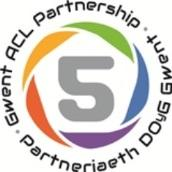 Gwent ACL Partnership
Partneriaeth DOyG Gwent
5